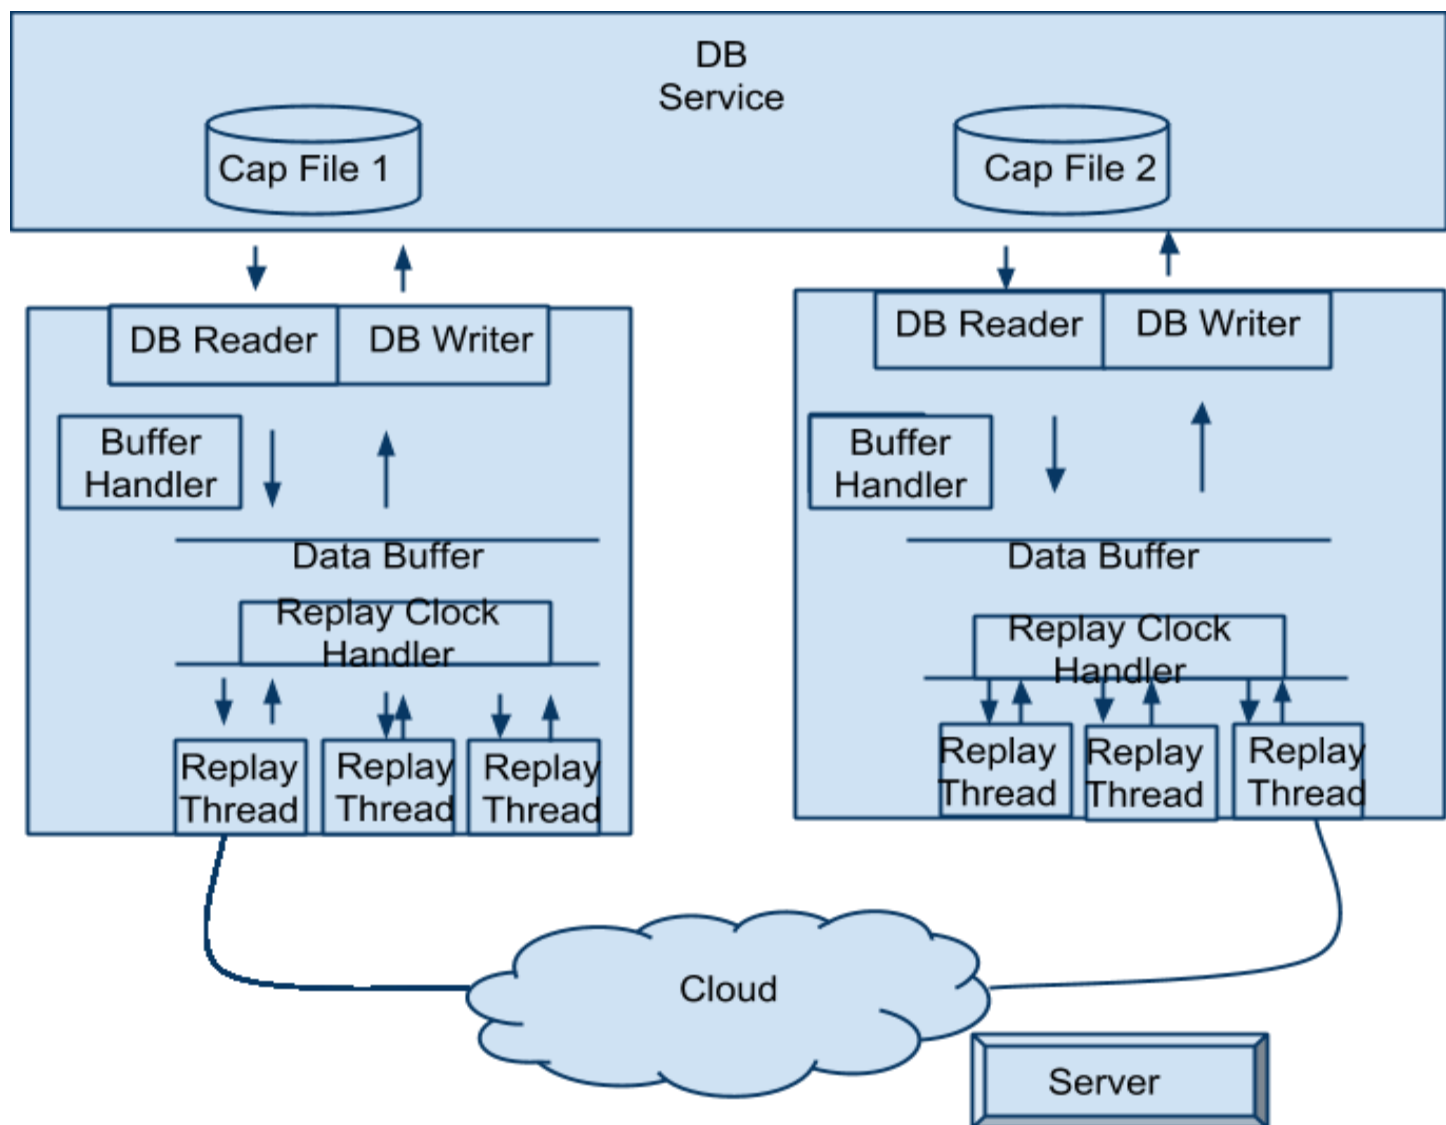 DB
Service
Cap File 1
Cap File 2
DB Reader
DB Writer
DB Reader
DB Writer
Buffer
Handler
Buffer
Handler
Data Buffer
Data Buffer
Replay Clock
Handler
Replay Clock
Handler
Replay
Thread
Replay
Thread
Replay
Thread
Replay
Thread
Replay
Thread
Replay
Thread
Cloud
Server